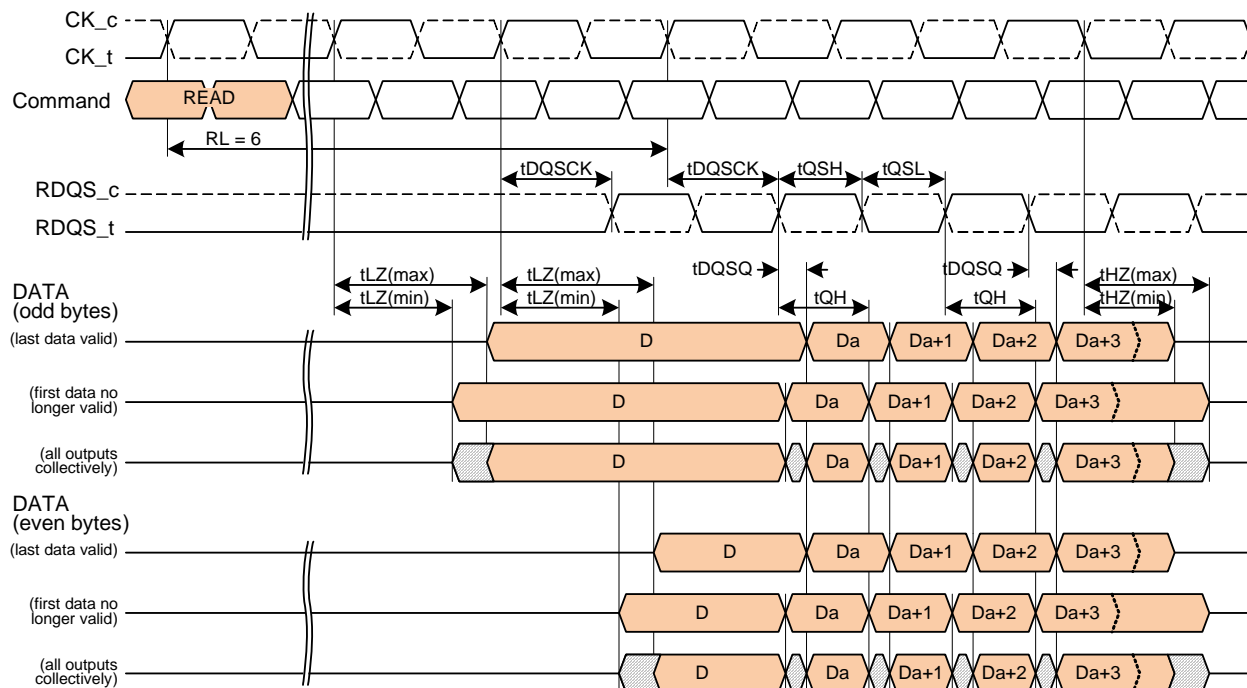 CK_c
CK_t
Command READ
RL = 6
tDQSCK tDQSCK tQSH tQSL
RDQS_c
RDQS_t
tLZ(max) tLZ(max) tDQSQ tDQSQ tHZ(max)
tLZ(min) tLZ(min) tQH tQH tHZ(min)
DATA
(odd bytes)
(last data valid) D Da Da+1 Da+2 Da+3
(first data no
longer valid) D Da Da+1 Da+2 Da+3
(all outputs
collectively) D Da Da+1 Da+2 Da+3
DATA
(even bytes)
(last data valid) D Da Da+1 Da+2 Da+3
(first data no
longer valid) D Da Da+1 Da+2 Da+3
(all outputs
collectively) D Da Da+1 Da+2 Da+3